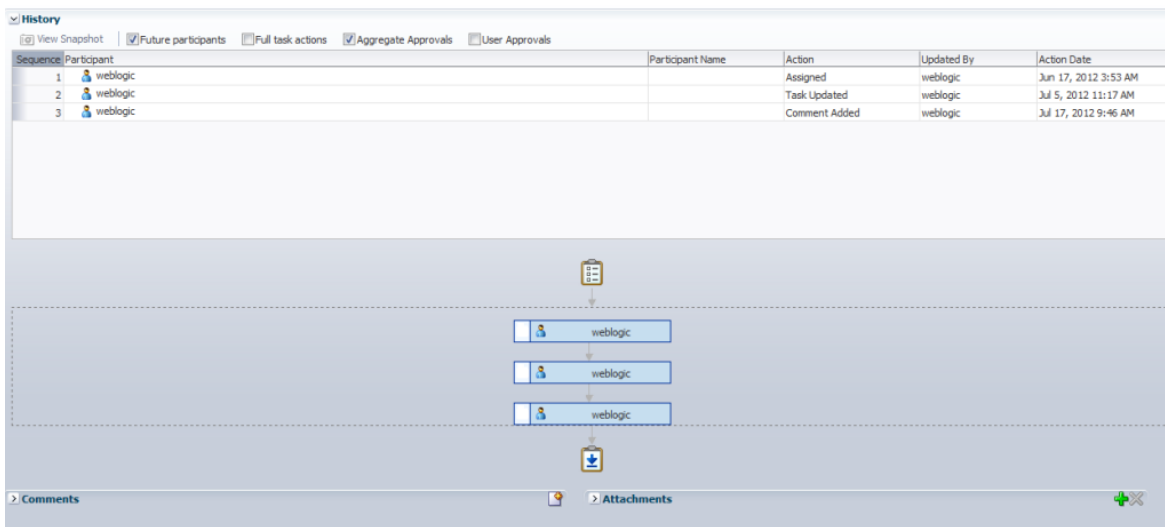 History
View Snapshot Future participants Full task actions Aggregate Approvals User Approvals
Sequence Participant Participant Name Action Updated By Action Date
1 weblogic Assigned weblogic Jun 17, 2012 3:53 AM
2 weblogic Task Updated weblogic Jul 5, 2012 11:17 AM
3 weblogic Comment Added weblogic Jul 17, 2012 9:46 AM
weblogic
weblogic
weblogic
Comments Attachments